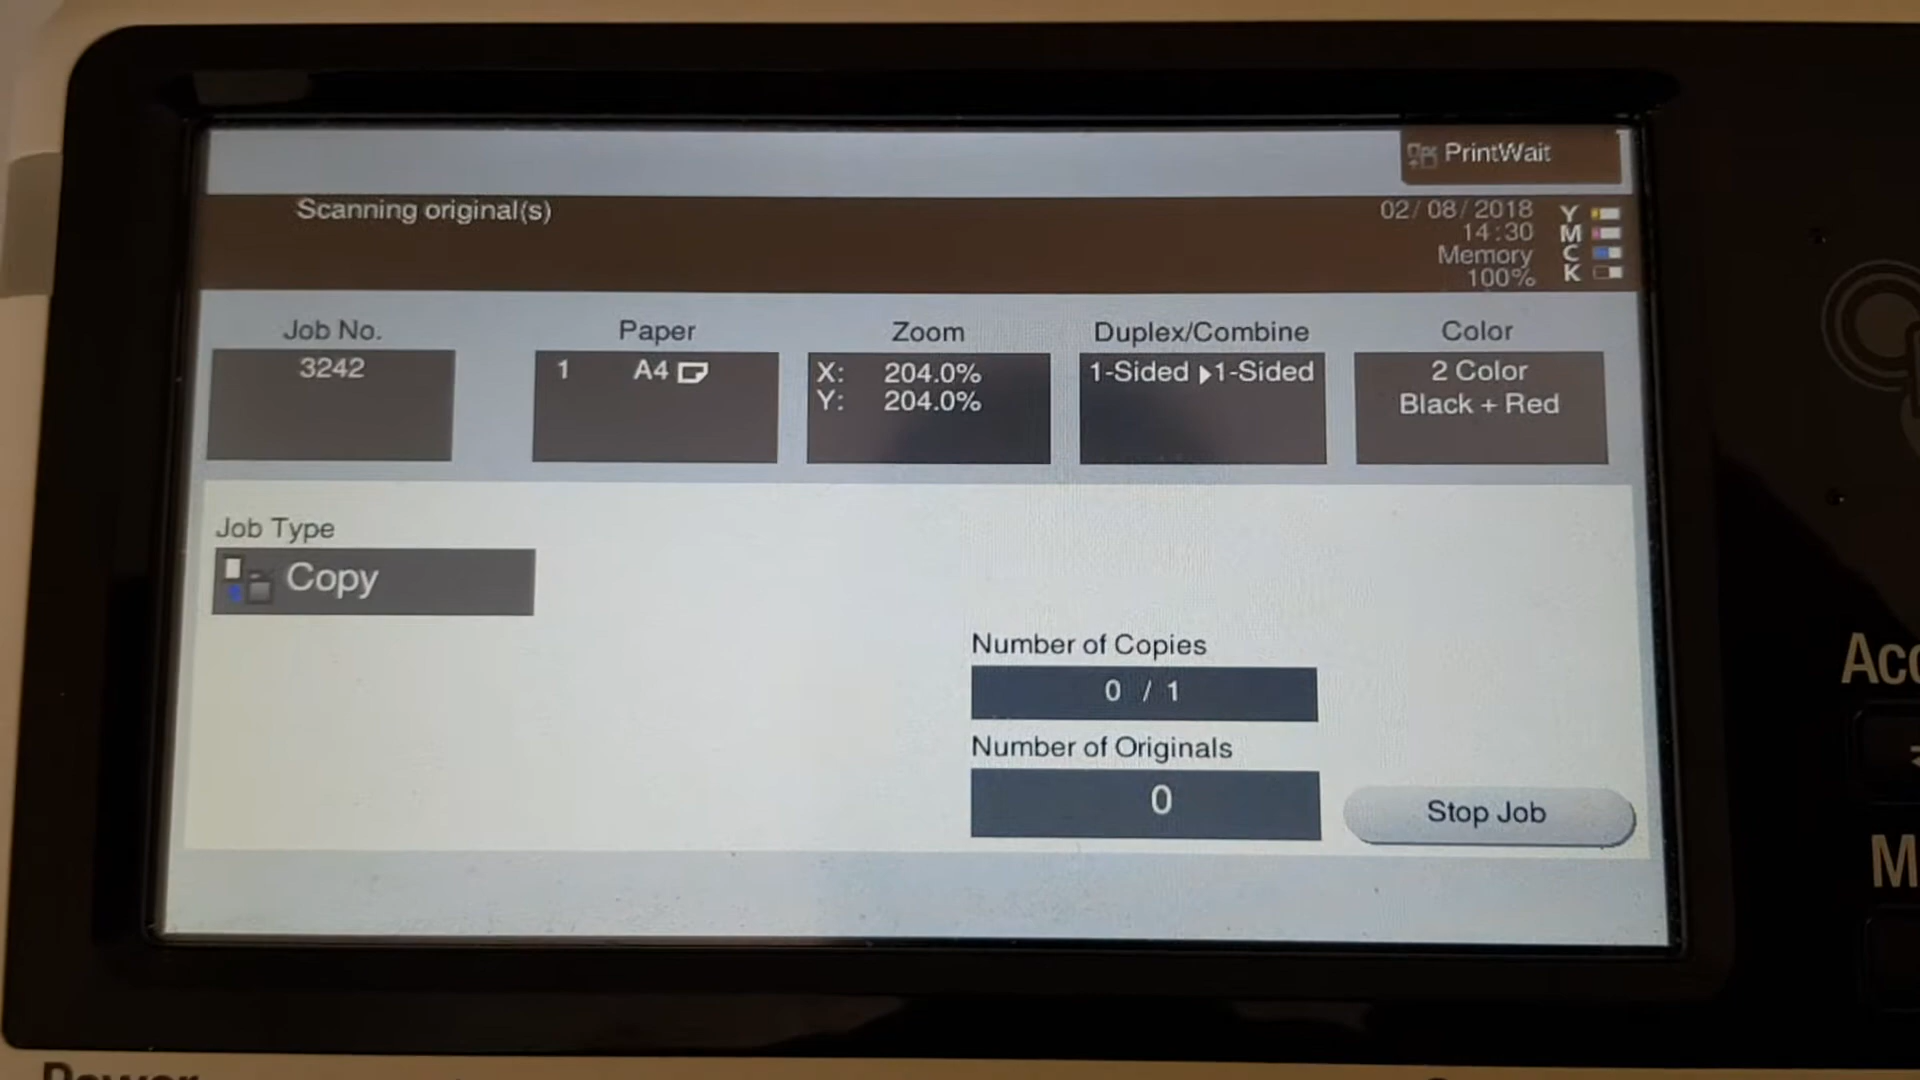 PrintWait
Scanning original(s)
02/08/2018
14:30
Memory
100%
Y
M
C
K
Job No.
3242
Paper
1 A4
Zoom
X: 204.0%
Y: 204.0%
Duplex/Combine
1-Sided ▶1-Sided
Color
2 Color
Black + Red
Job Type
Copy
Number of Copies
0 / 1
Number of Originals
0
Stop Job
Acc
M
Power